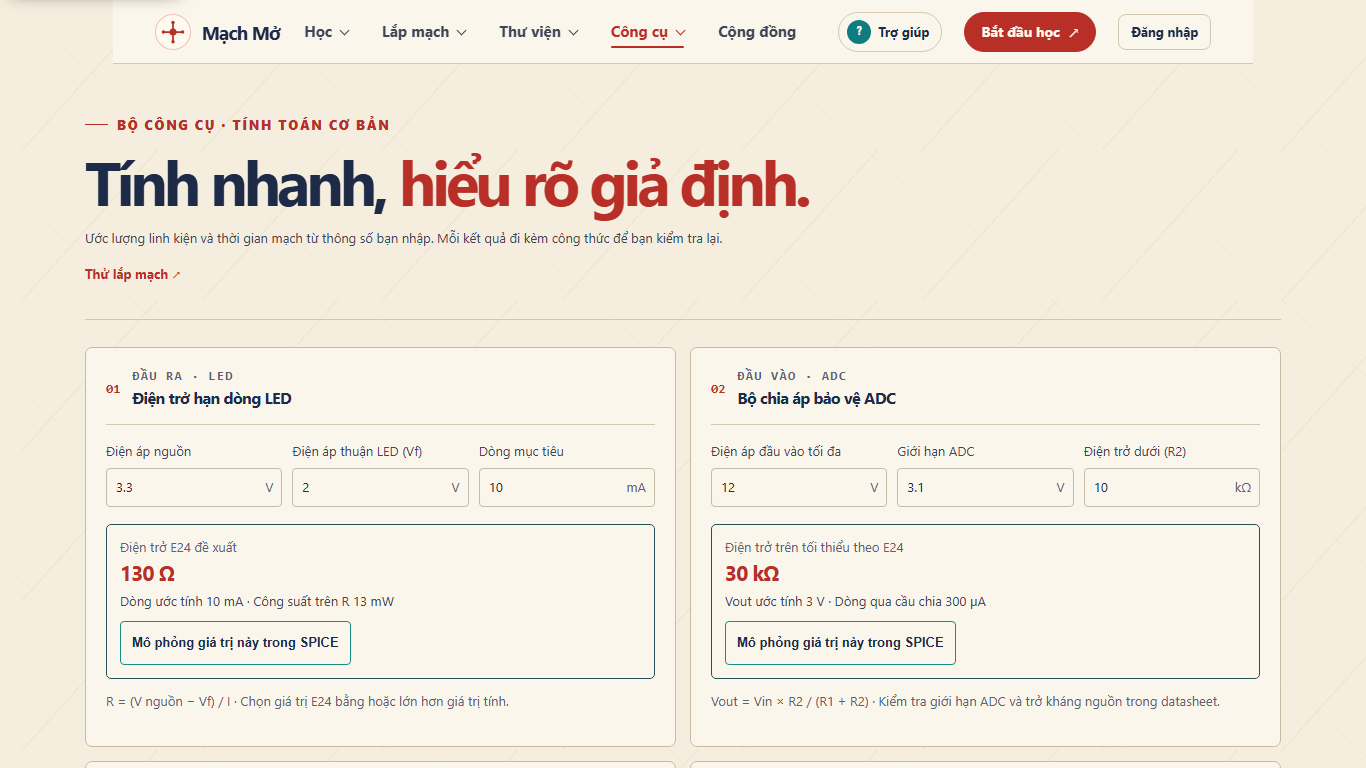 Mạch Mở
Học
Lắp mạch
Thư viện
Công cụ
Cộng đồng
? Trợ giúp
Bắt đầu học ↗
Đăng nhập
BỘ CÔNG CỤ · TÍNH TOÁN CƠ BẢN
Tính nhanh, hiểu rõ giả định.
Ước lượng linh kiện và thời gian mạch từ thông số bạn nhập. Mỗi kết quả đi kèm công thức để bạn kiểm tra lại.
Thử lắp mạch ↗
01
ĐẦU RA · LED
Điện trở hạn dòng LED
Điện áp nguồn
Điện áp thuận LED (Vf)
Dòng mục tiêu
3.3 V
2 V
10 mA
Điện trở E24 đề xuất
130 Ω
Dòng ước tính 10 mA · Công suất trên R 13 mW
Mô phỏng giá trị này trong SPICE
R = (V nguồn − Vf) / I · Chọn giá trị E24 bằng hoặc lớn hơn giá trị tính.
02
ĐẦU VÀO · ADC
Bộ chia áp bảo vệ ADC
Điện áp đầu vào tối đa
Giới hạn ADC
Điện trở dưới (R2)
12 V
3.1 V
10 kΩ
Điện trở trên tối thiểu theo E24
30 kΩ
Vout ước tính 3 V · Dòng qua cầu chia 300 µA
Mô phỏng giá trị này trong SPICE
Vout = Vin × R2 / (R1 + R2) · Kiểm tra giới hạn ADC và trở kháng nguồn trong datasheet.